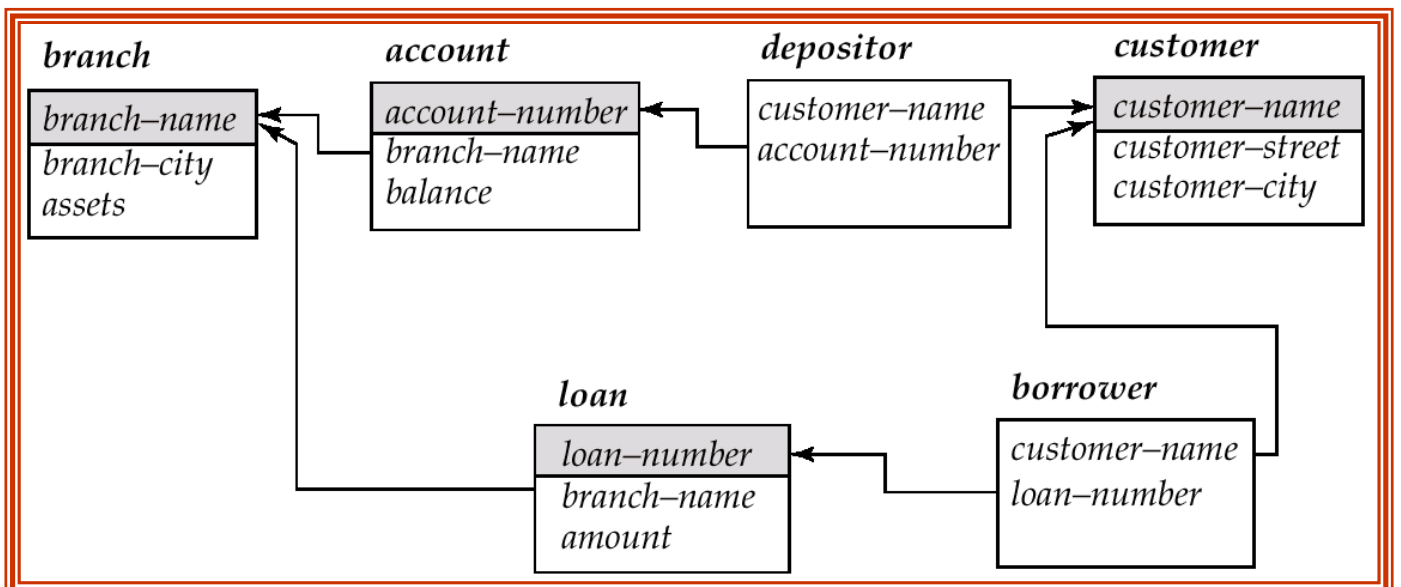 branch
branch–name
branch–city
assets
account
account–number
branch–name
balance
depositor
customer–name
account–number
customer
customer–name
customer–street
customer–city
loan
loan–number
branch–name
amount
borrower
customer–name
loan–number